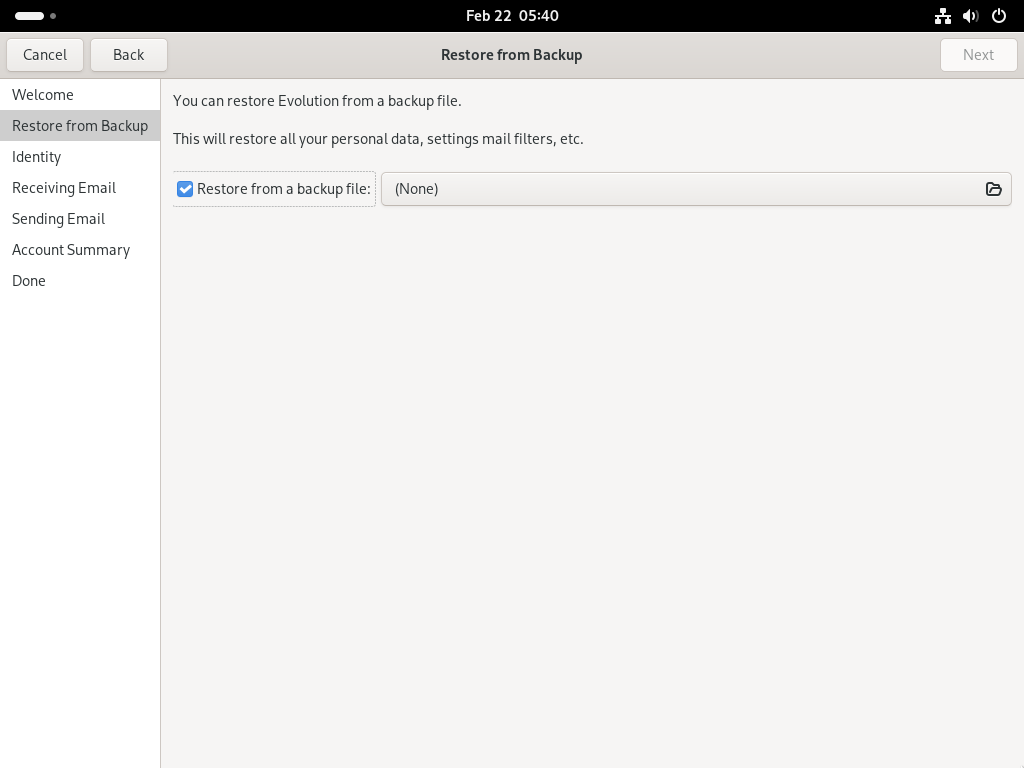 Feb 22 05:40
Cancel
Back
Restore from Backup
Next
Welcome
Restore from Backup
Identity
Receiving Email
Sending Email
Account Summary
Done
You can restore Evolution from a backup file.
This will restore all your personal data, settings mail filters, etc.
Restore from a backup file:
(None)